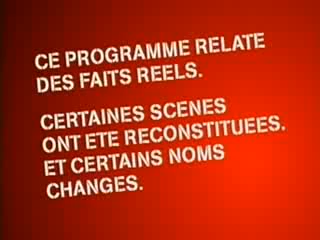 CE PROGRAMME RELATE
DES FAITS REELS.
CERTAINES SCENES
ONT ETE RECONSTITUEES.
ET CERTAINS NOMS
CHANGES.